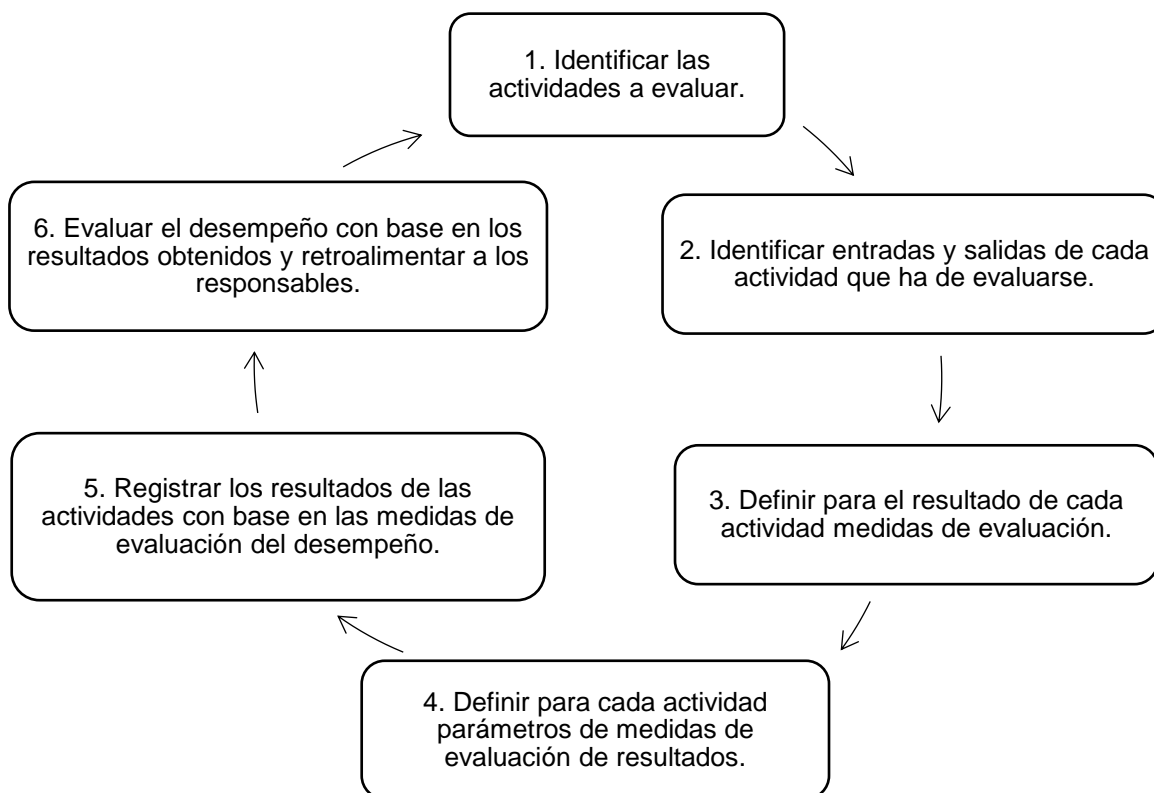 1. Identificar las
actividades a evaluar.
2. Identificar entradas y salidas de cada
actividad que ha de evaluarse.
3. Definir para el resultado de cada
actividad medidas de evaluación.
4. Definir para cada actividad
parámetros de medidas de
evaluación de resultados.
5. Registrar los resultados de las
actividades con base en las medidas de
evaluación del desempeño.
6. Evaluar el desempeño con base en los
resultados obtenidos y retroalimentar a los
responsables.